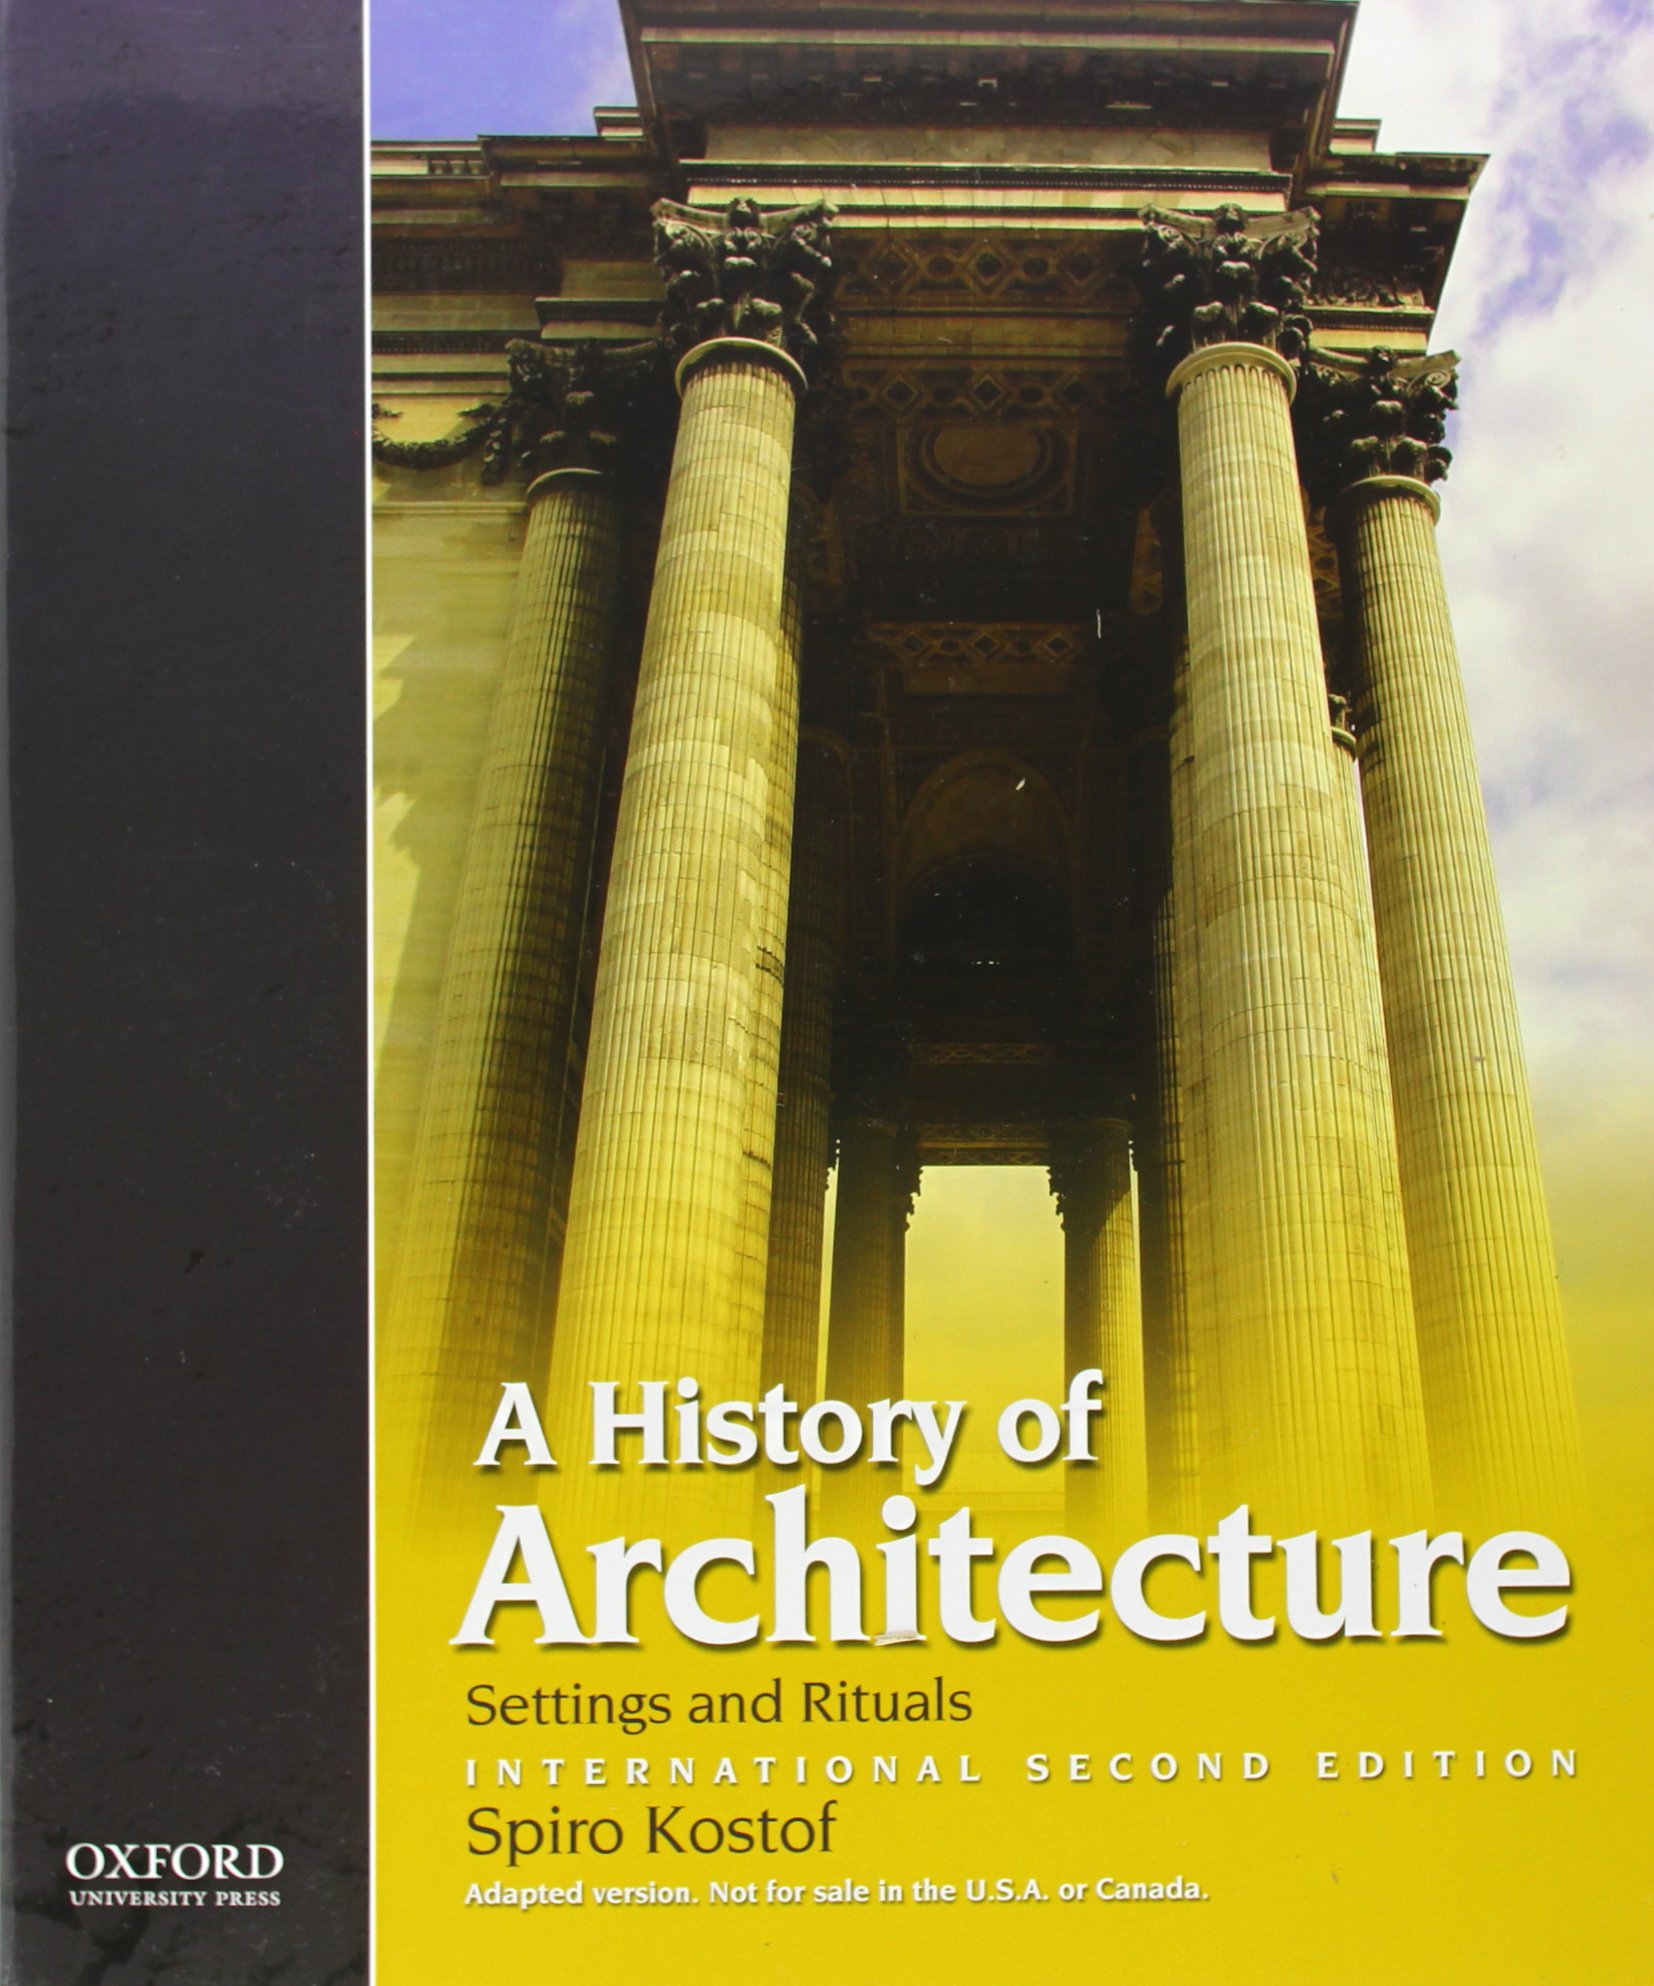 A History of
Architecture
Settings and Rituals
INTERNATIONAL SECOND EDITION
Spiro Kostof
Adapted version. Not for sale in the U.S.A. or Canada.
OXFORD
UNIVERSITY PRESS